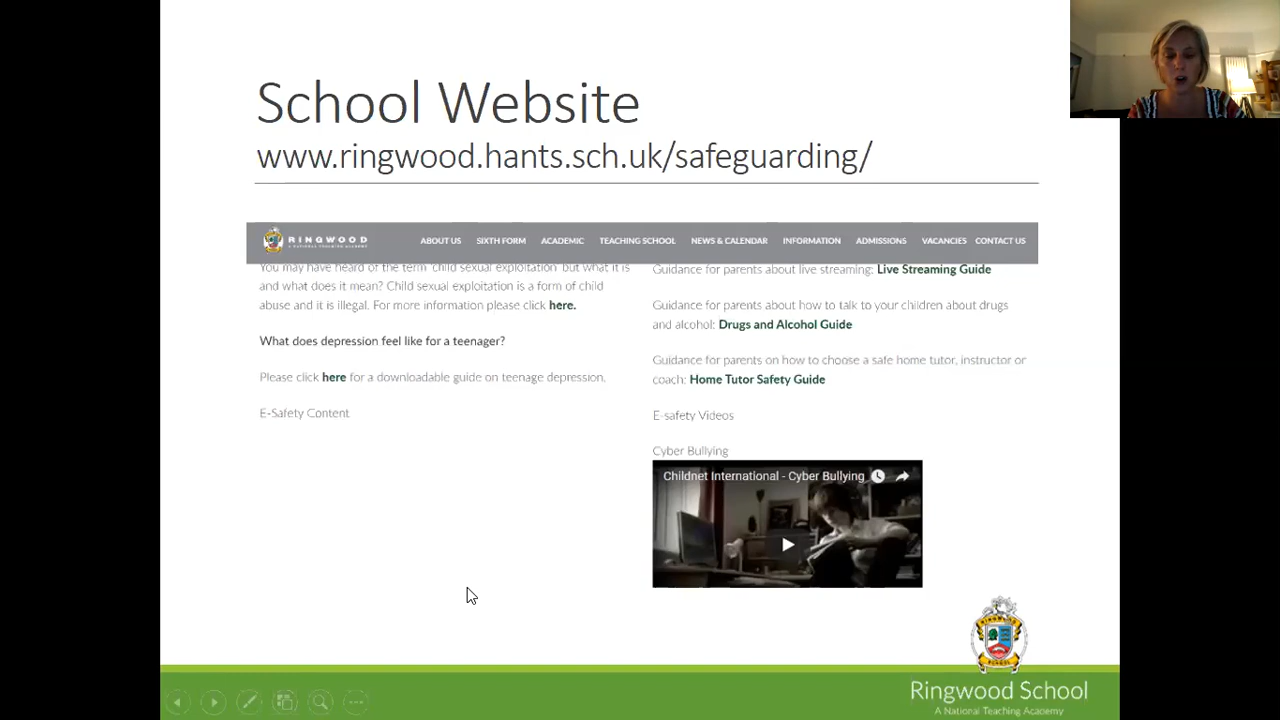 School Website
www.ringwood.hants.sch.uk/safeguarding/
RINGWOOD
A NATIONAL TEACHING ACADEMY
ABOUT US SIXTH FORM ACADEMIC TEACHING SCHOOL NEWS & CALENDAR INFORMATION ADMISSIONS VACANCIES CONTACT US
You may have heard of the term 'child sexual exploitation' but what it is
and what does it mean? Child sexual exploitation is a form of child
abuse and it is illegal. For more information please click here.
What does depression feel like for a teenager?
Please click here for a downloadable guide on teenage depression.
E-Safety Content
Guidance for parents about live streaming: Live Streaming Guide
Guidance for parents about how to talk to your children about drugs
and alcohol: Drugs and Alcohol Guide
Guidance for parents on how to choose a safe home tutor, instructor or
coach: Home Tutor Safety Guide
E-safety Videos
Cyber Bullying
Childnet International - Cyber Bullying
RINGWOOD
SCHOOL
Ringwood School
A National Teaching Academy